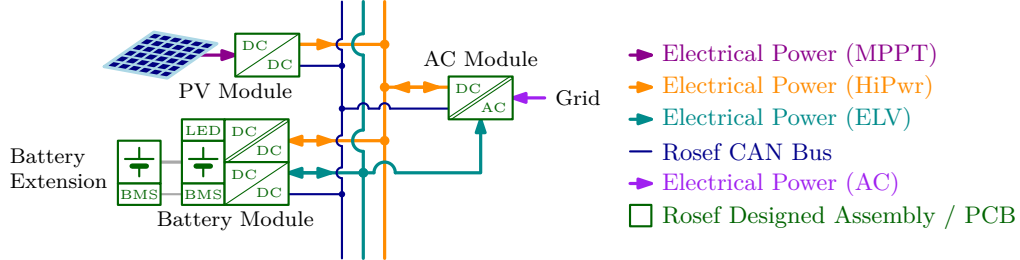 DC
DC
PV Module
AC Module
DC
AC
Grid
LED
DC
DC
Battery
Extension
BMS
BMS
DC
DC
Battery Module
Electrical Power (MPPT)
Electrical Power (HiPwr)
Electrical Power (ELV)
Rosef CAN Bus
Electrical Power (AC)
Rosef Designed Assembly / PCB